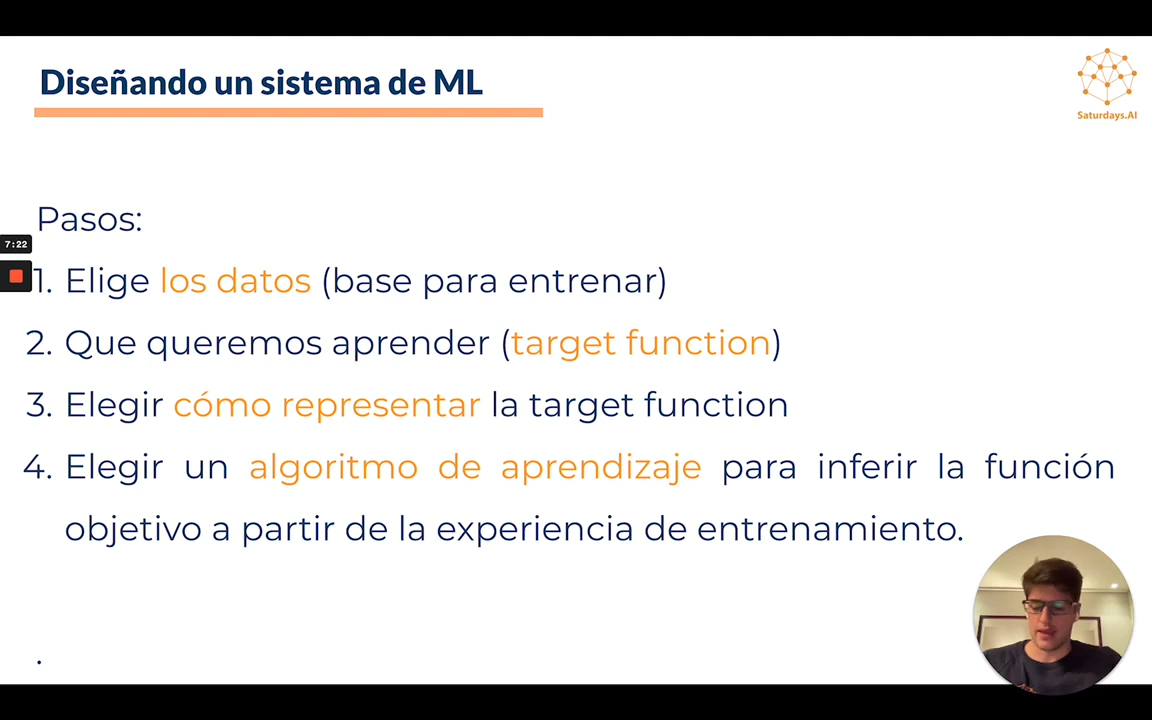 Diseñando un sistema de ML
Saturdays.AI
Pasos:
7:22
1. Elige los datos (base para entrenar)
2. Que queremos aprender (target function)
3. Elegir cómo representar la target function
4. Elegir un algoritmo de aprendizaje para inferir la función
objetivo a partir de la experiencia de entrenamiento.
.